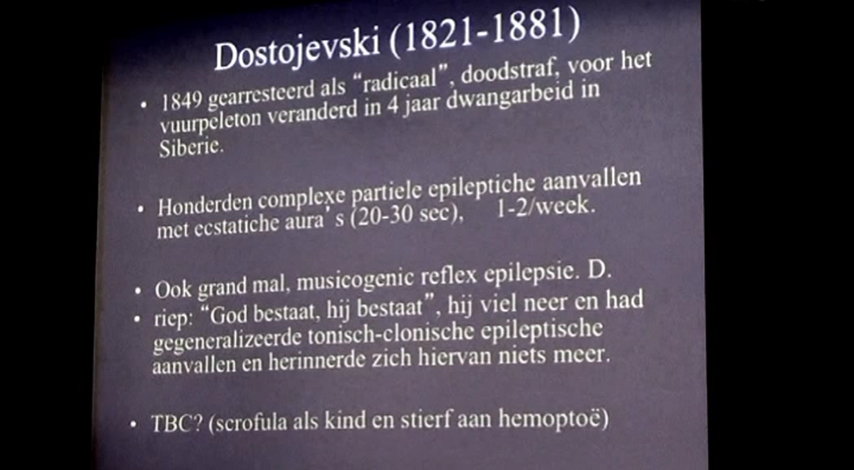 Dostojevski (1821-1881)
• 1849 gearresteerd als “radicaal”, doodstraf, voor het
vuurpeleton veranderd in 4 jaar dwangarbeid in
Siberie.
• Honderden complexe partiele epileptiche aanvallen
met ecstatiche aura’s (20-30 sec), 1-2/week.
• Ook grand mal, musicogenic reflex epilepsie. D.
• riep: “God bestaat, hij bestaat”, hij viel neer en had
gegeneralizeerde tonisch-clonische epileptische
aanvallen en herinnerde zich hiervan niets meer.
• TBC? (scrofula als kind en stierf aan hemoptoë)